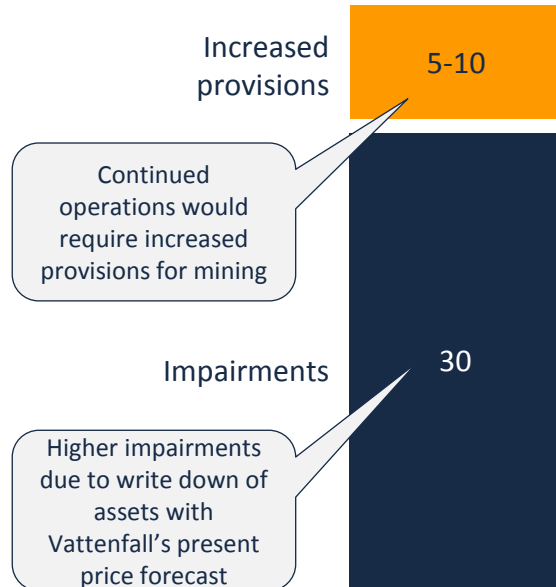 Increased
provisions
5-10
Continued
operations would
require increased
provisions for mining
Impairments
30
Higher impairments
due to write down of
assets with
Vattenfall’s present
price forecast